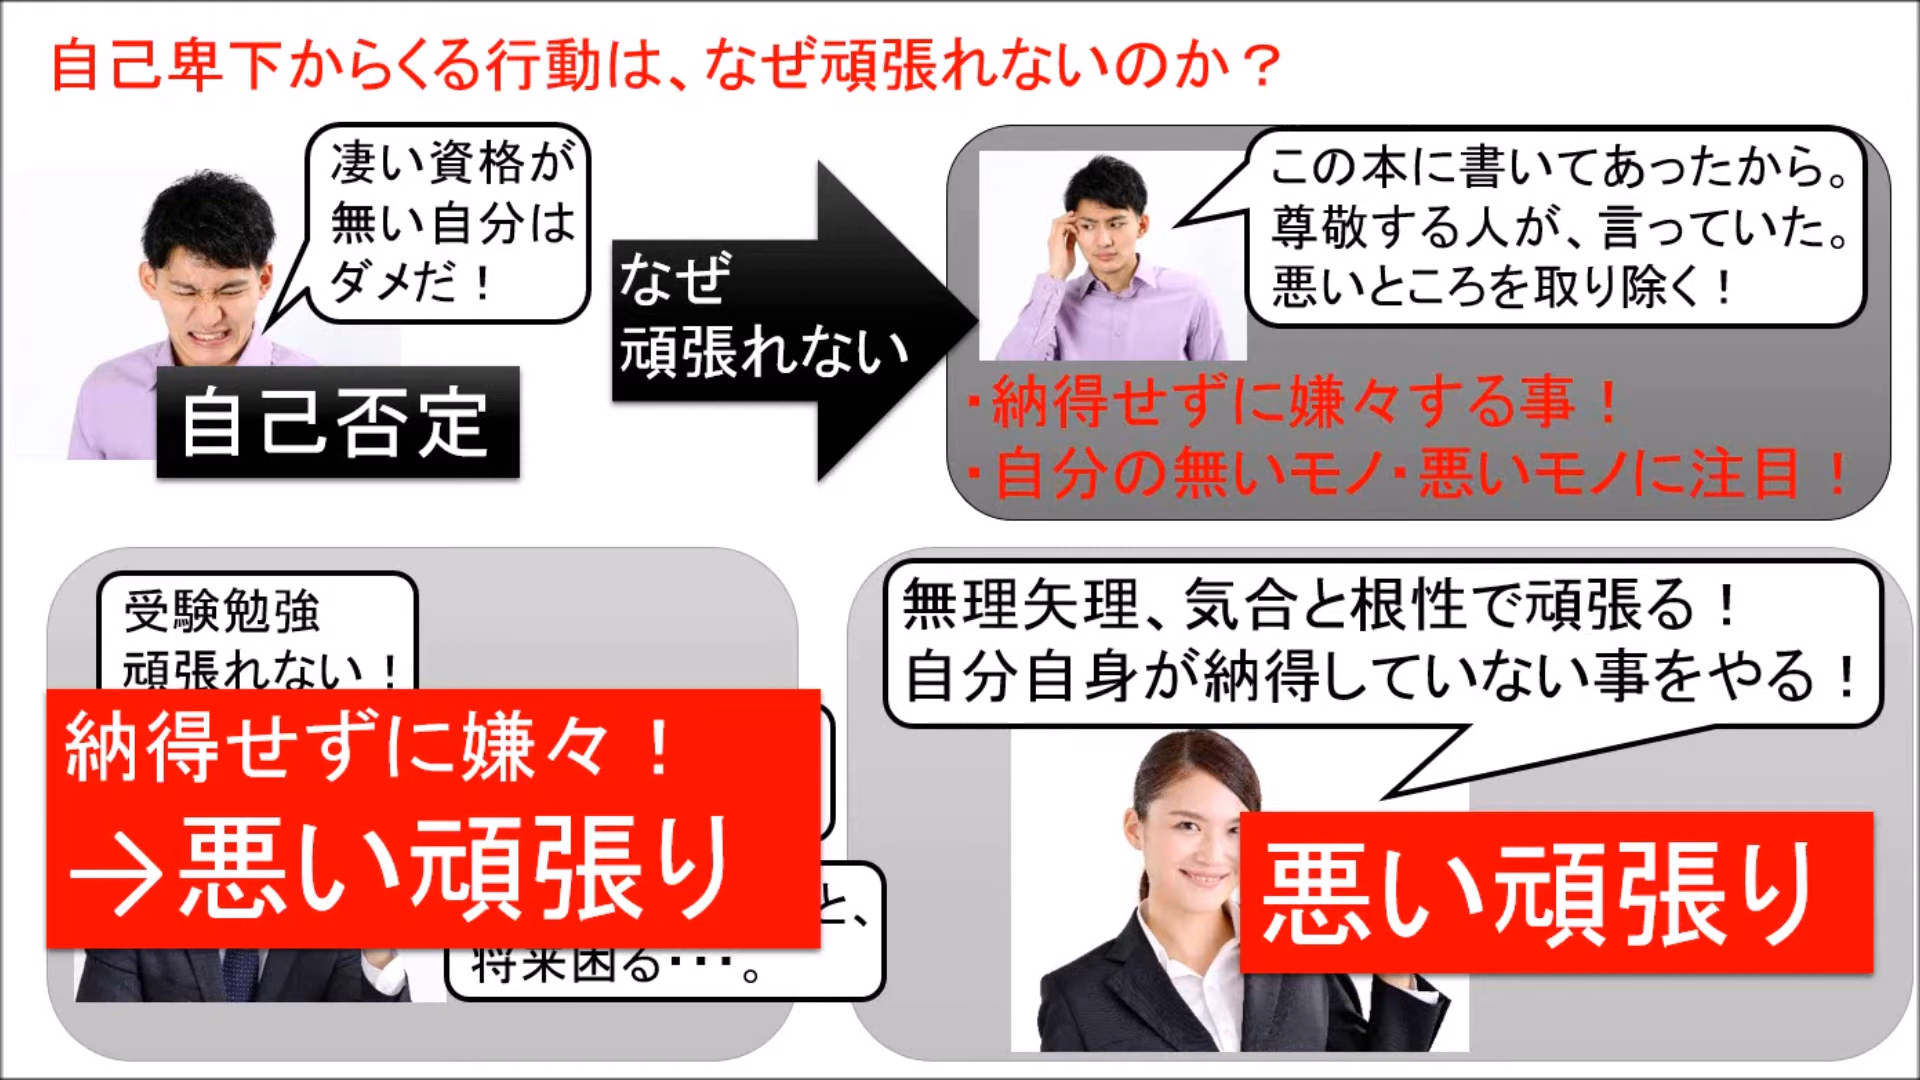 自己卑下からくる行動は、なぜ頑張れないのか？
凄い資格が
無い自分は
ダメだ！
自己否定
なぜ
頑張れない
この本に書いてあったから。
尊敬する人が、言っていた。
悪いところを取り除く！
・納得せずに嫌々する事！
・自分の無いモノ・悪いモノに注目！
受験勉強
頑張れない！
納得せずに嫌々！
→悪い頑張り
と、
将来困る・・・。
無理矢理、気合と根性で頑張る！
自分自身が納得していない事をやる！
悪い頑張り